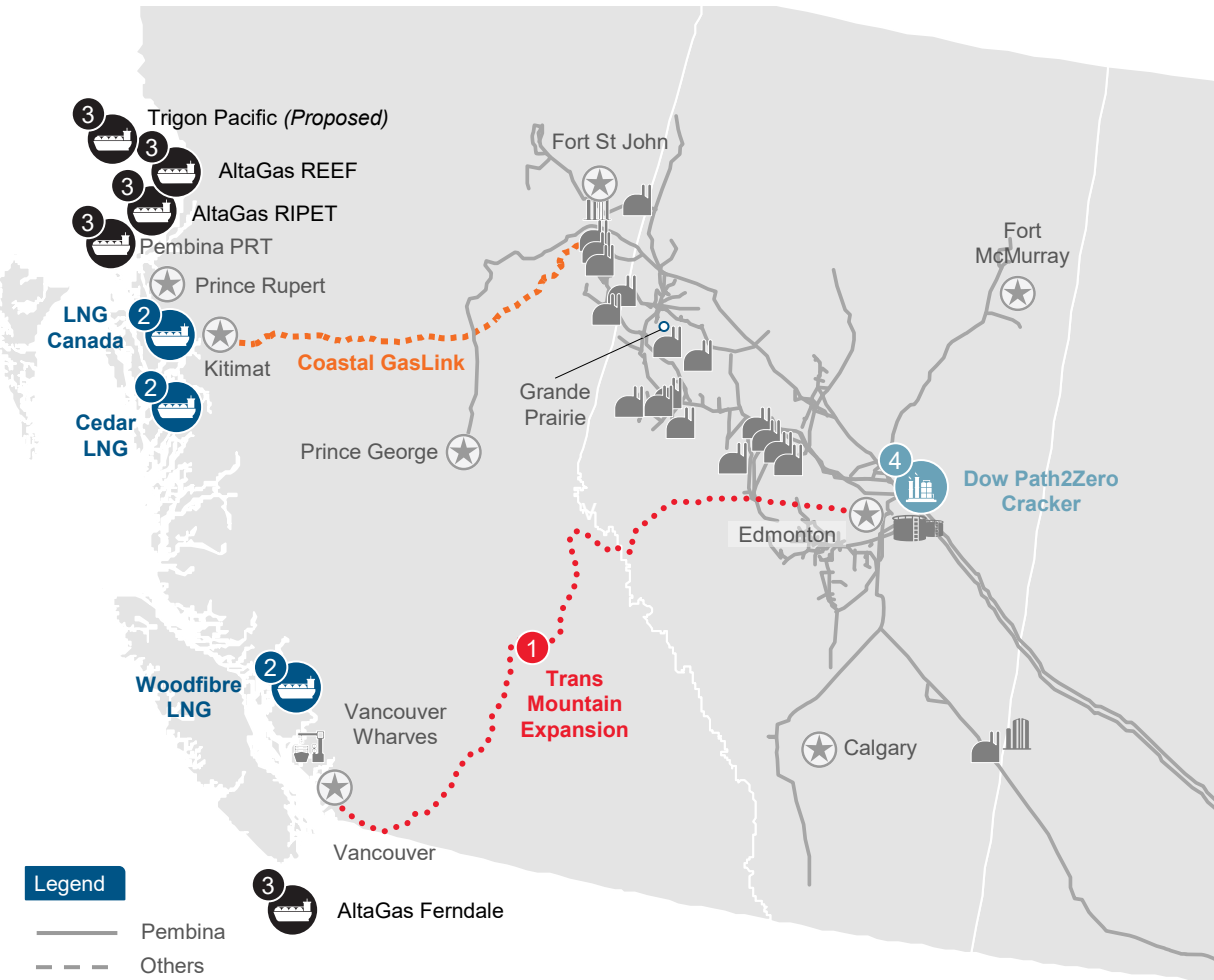 3 Trigon Pacific (Proposed)
3 AltaGas REEF
3 AltaGas RIPET
3 Pembina PRT
Prince Rupert
LNG
Canada
2
Kitimat
Coastal GasLink
Cedar
LNG
2
Prince George
Fort St John
Fort
McMurray
Grande
Prairie
4
Dow Path2Zero
Cracker
Edmonton
1
Trans
Mountain
Expansion
Woodfibre
LNG
2
Vancouver
Wharves
Calgary
Vancouver
3 AltaGas Ferndale
Legend
Pembina
Others